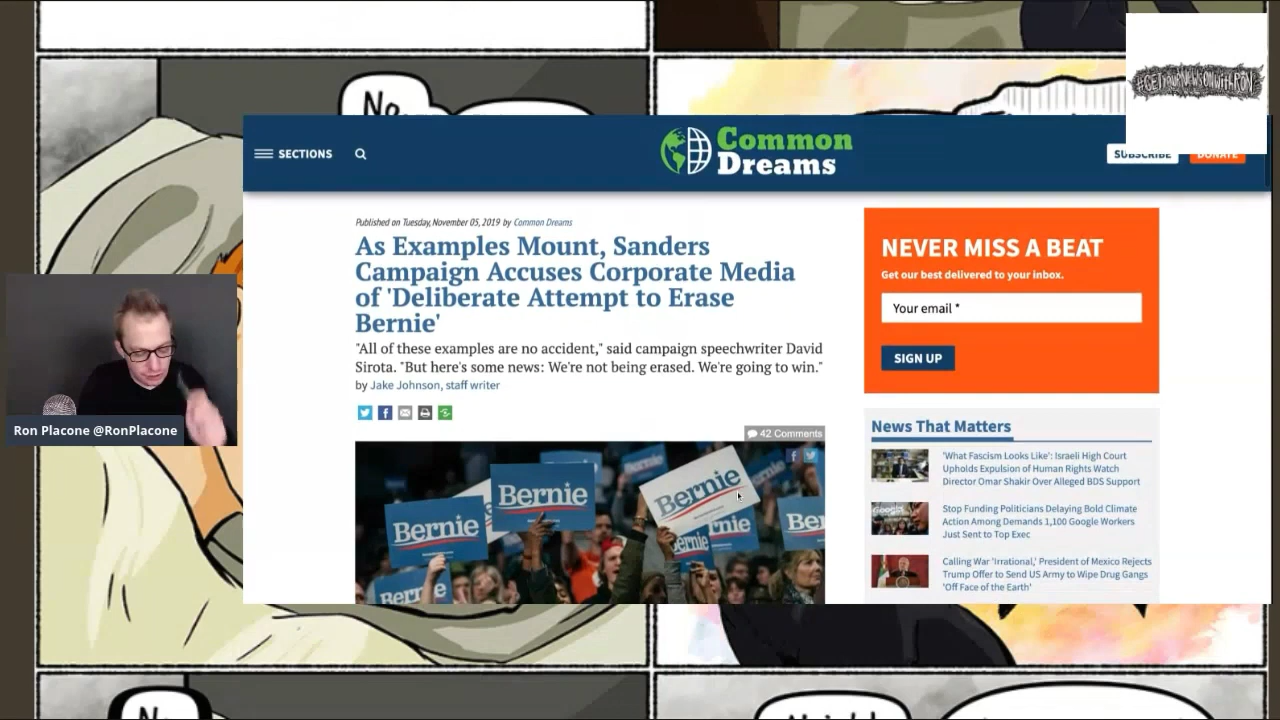 No
#GETYOURNEWSONWITHRON
SECTIONS
Common
Dreams
SUBSCRIBE
DONATE
Published on Tuesday, November 05, 2019 by Common Dreams
As Examples Mount, Sanders
Campaign Accuses Corporate Media
of 'Deliberate Attempt to Erase
Bernie'
"All of these examples are no accident," said campaign speechwriter David
Sirota. "But here's some news: We're not being erased. We're going to win."
by Jake Johnson, staff writer
42 Comments
Bernie
Bernie
Bernie
Bernie
Bernie
NEVER MISS A BEAT
Get our best delivered to your inbox.
Your email *
SIGN UP
News That Matters
'What Fascism Looks Like': Israeli High Court
Upholds Expulsion of Human Rights Watch
Director Omar Shakir Over Alleged BDS Support
Stop Funding Politicians Delaying Bold Climate
Action Among Demands 1,100 Google Workers
Just Sent to Top Exec
Calling War 'Irrational,' President of Mexico Rejects
Trump Offer to Send US Army to Wipe Drug Gangs
'Off Face of the Earth'
Ron Placone @RonPlacone